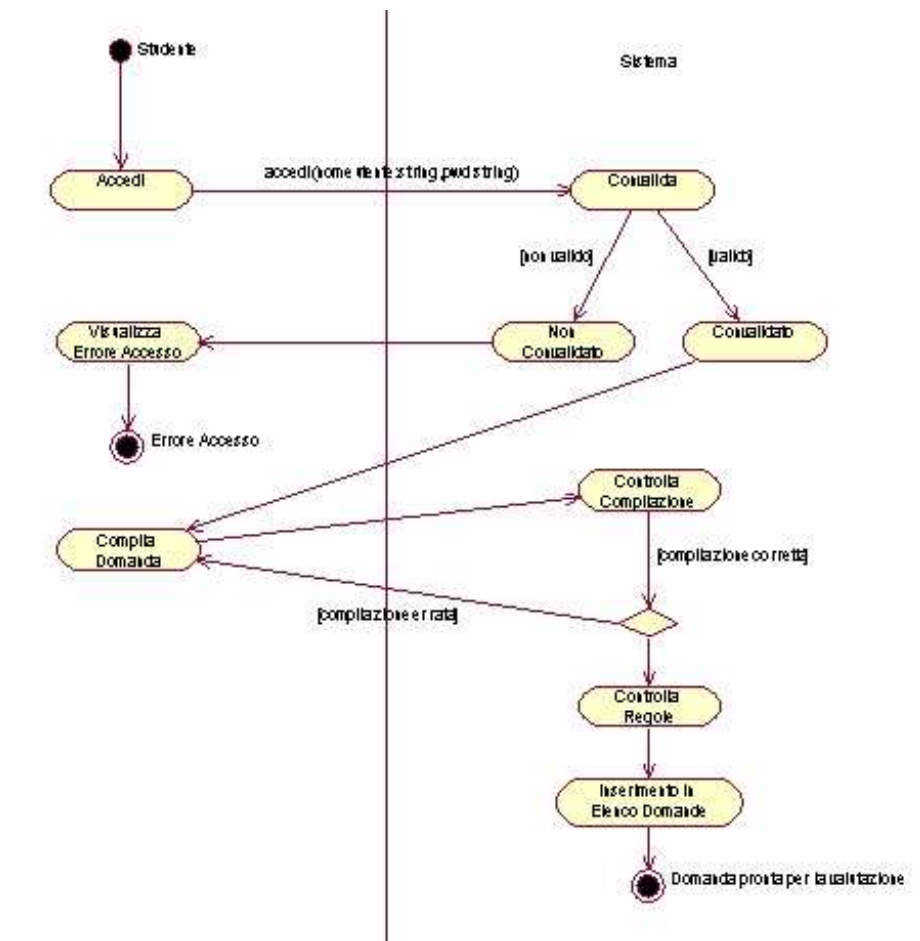 Studente
Sistema
Accedi
accedi(nome utente:string,pwd:string)
Convalida
[non valido]
[valido]
Visualizza
Errore Accesso
Non
Convalidato
Convalidato
Errore Accesso
Controlla
Compilazione
Compila
Domanda
[compilazione corretta]
[compilazione errata]
Controlla
Regole
Inserimento in
Elenco Domande
Domanda pronta per la valutazione